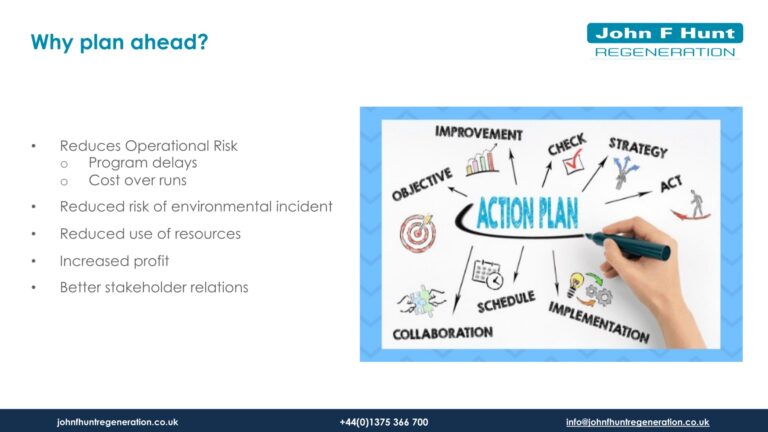 Why plan ahead?
John F Hunt
REGENERATION
• Reduces Operational Risk
o Program delays
o Cost over runs
• Reduced risk of environmental incident
• Reduced use of resources
• Increased profit
• Better stakeholder relations
IMPROVEMENT
CHECK
STRATEGY
OBJECTIVE
ACT
ACTION PLAN
SCHEDULE
COLLABORATION
IMPLEMENTATION
johnfhuntregeneration.co.uk
+44(0)1375 366 700
info@johnfhuntregeneration.co.uk